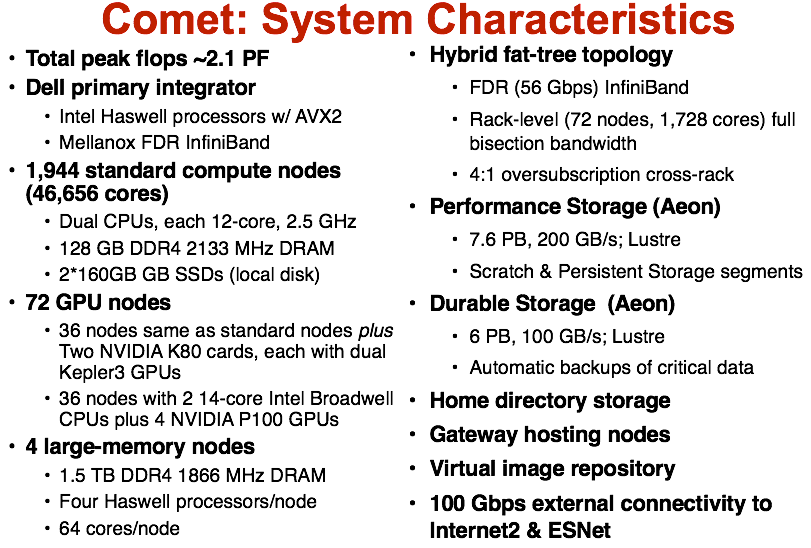 Comet: System Characteristics
• Total peak flops ~2.1 PF
• Dell primary integrator
• Intel Haswell processors w/ AVX2
• Mellanox FDR InfiniBand
• 1,944 standard compute nodes
(46,656 cores)
• Dual CPUs, each 12-core, 2.5 GHz
• 128 GB DDR4 2133 MHz DRAM
• 2*160GB GB SSDs (local disk)
• 72 GPU nodes
• 36 nodes same as standard nodes plus
Two NVIDIA K80 cards, each with dual
Kepler3 GPUs
• 36 nodes with 2 14-core Intel Broadwell
CPUs plus 4 NVIDIA P100 GPUs
• 4 large-memory nodes
• 1.5 TB DDR4 1866 MHz DRAM
• Four Haswell processors/node
• 64 cores/node
• Hybrid fat-tree topology
• FDR (56 Gbps) InfiniBand
• Rack-level (72 nodes, 1,728 cores) full
bisection bandwidth
• 4:1 oversubscription cross-rack
• Performance Storage (Aeon)
• 7.6 PB, 200 GB/s; Lustre
• Scratch & Persistent Storage segments
• Durable Storage (Aeon)
• 6 PB, 100 GB/s; Lustre
• Automatic backups of critical data
• Home directory storage
• Gateway hosting nodes
• Virtual image repository
• 100 Gbps external connectivity to
Internet2 & ESNet